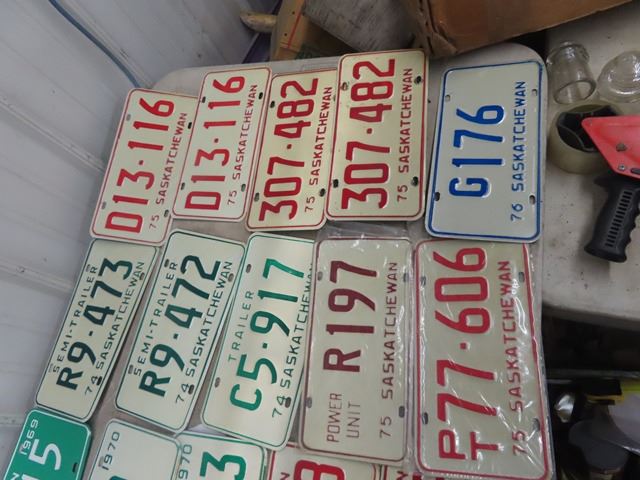 D13·116
75 SASKATCHEWAN
D13·116
75 SASKATCHEWAN
307·482
75 SASKATCHEWAN
307·482
75 SASKATCHEWAN
G176
76 SASKATCHEWAN
SEMI-TRAILER
R9·473
74 SASKATCHEWAN
SEMI-TRAILER
R9·472
74 SASKATCHEWAN
TRAILER
C5·917
74 SASKATCHEWAN
POWER UNIT
R197
75 SASKATCHEWAN
PT 77·606
75 SASKATCHEWAN
1969
1970
1970